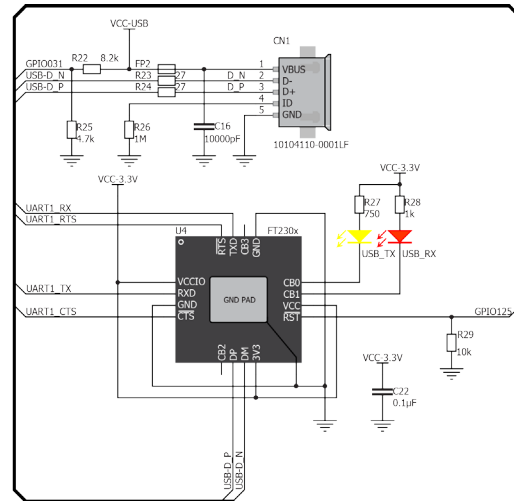 VCC-USB
CN1
R22 8.2k
GPIO031
FP2
1 VBUS
USB-D_N
R23 27
D_N
2 D-
USB-D_P
R24 27
D_P
3 D+
4 ID
5 GND
R25
4.7k
R26
1M
C16
10000pF
10104110-0001LF
VCC-3.3V
VCC-3.3V
R27
750
R28
1k
UART1_RX
UART1_RTS
U4
FT230x
RTS
TXD
CB3
GND
USB_TX
USB_RX
VCCIO
RXD
GND
CTS
GND PAD
CB0
CB1
VCC
RST
UART1_TX
UART1_CTS
GPIO125
R29
10k
CB2
DP
DM
3V3
VCC-3.3V
C22
0.1µF
USB-D_P
USB-D_N